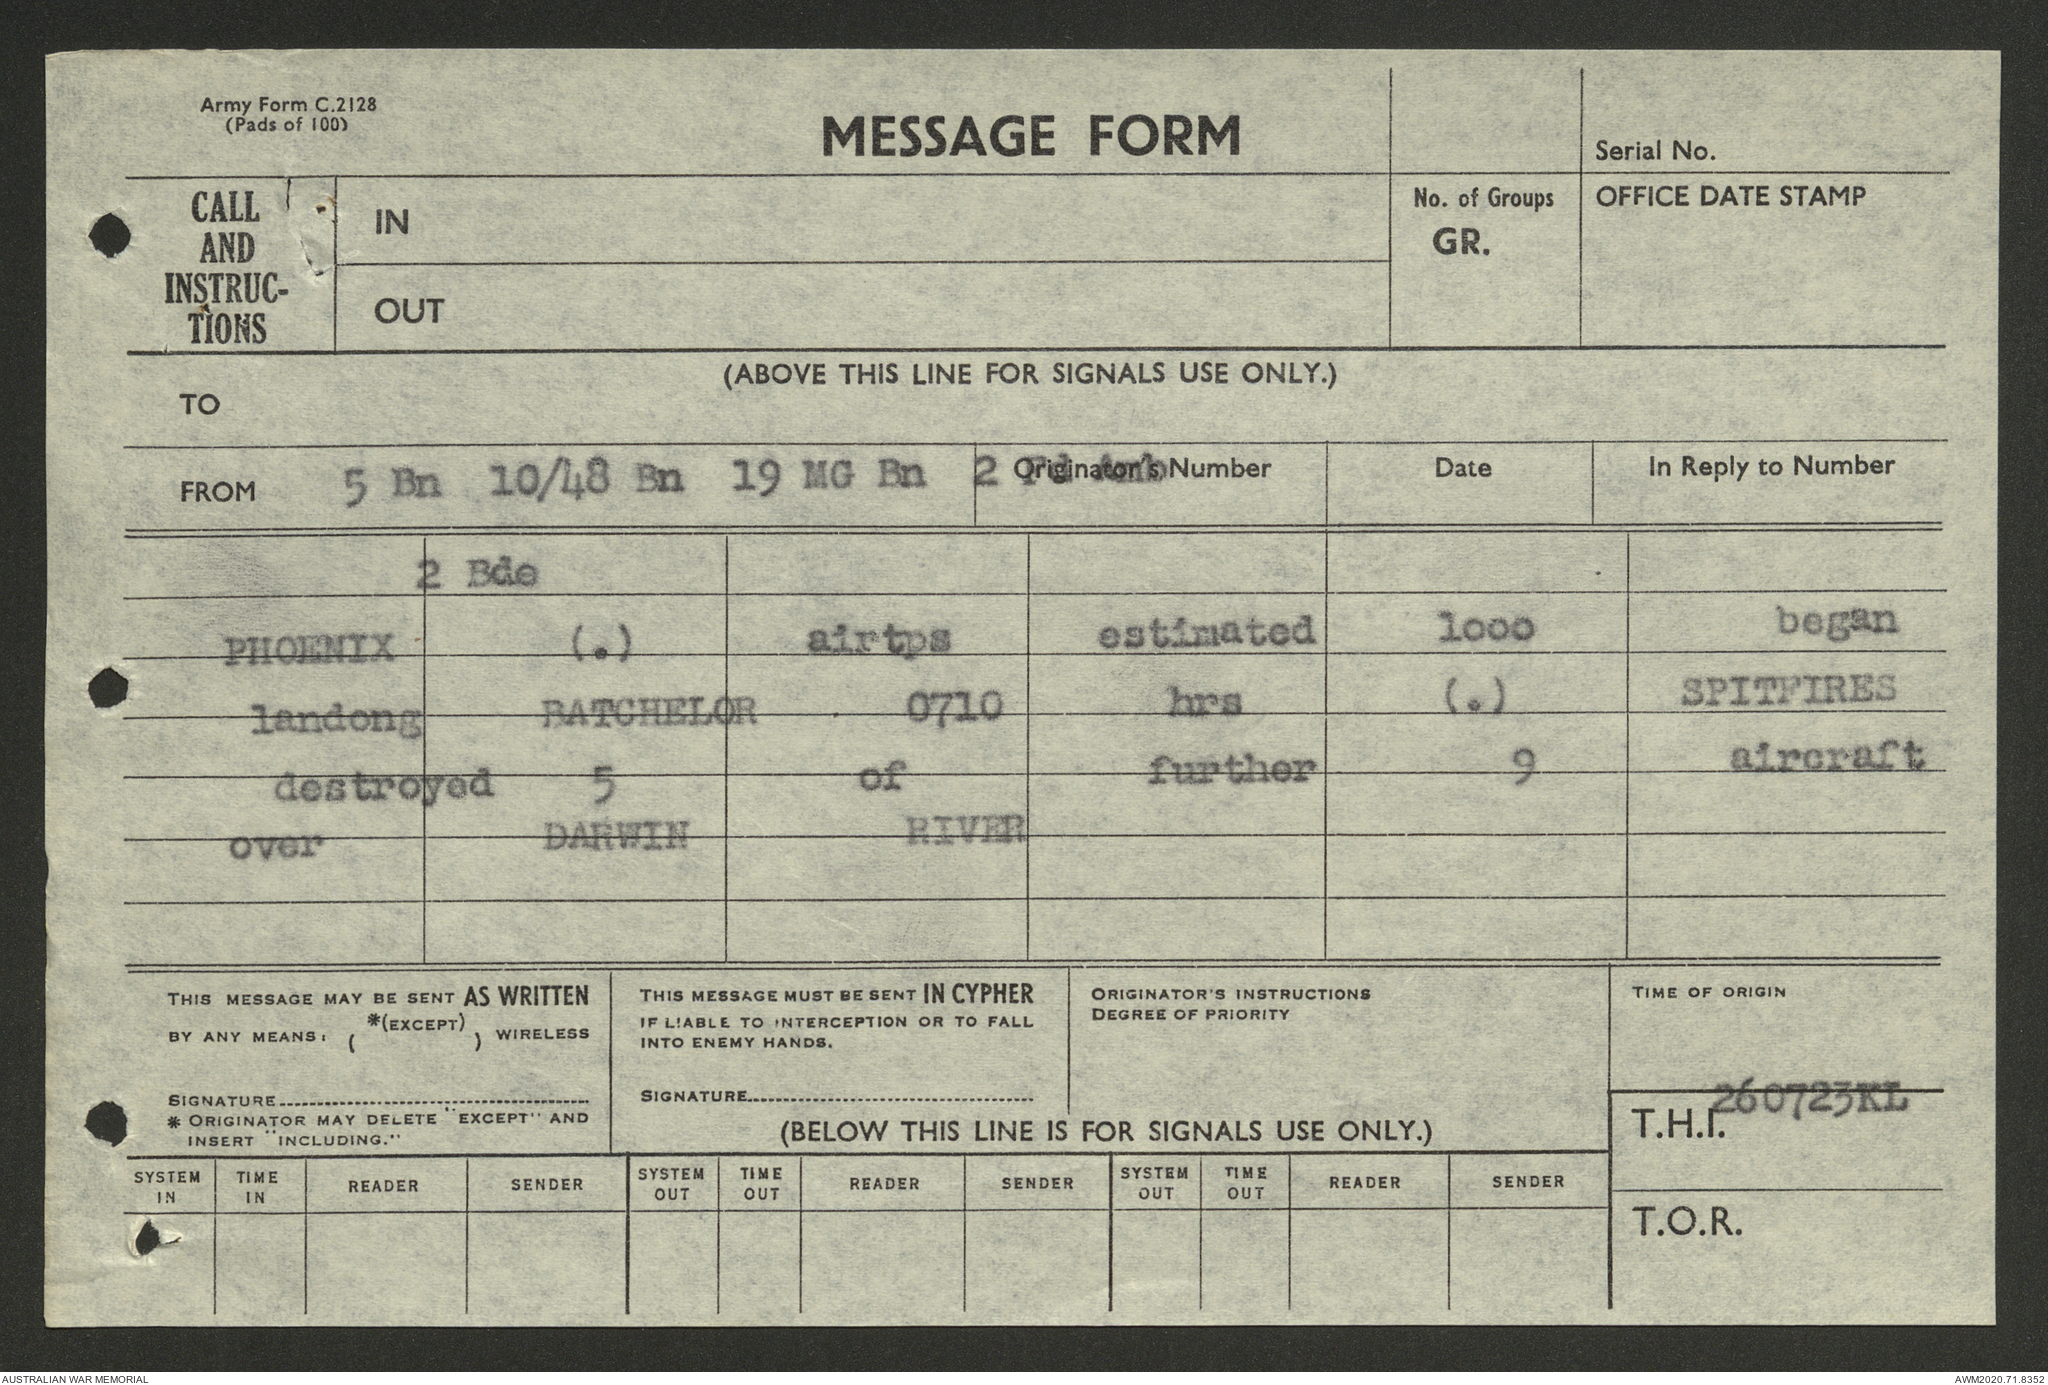 Army Form C.2128
(Pads of 100)
MESSAGE FORM
Serial No.
CALL
AND
INSTRUC-
TIONS
IN
OUT
No. of Groups
GR.
OFFICE DATE STAMP
(ABOVE THIS LINE FOR SIGNALS USE ONLY.)
TO
FROM 5 Bn 10/48 Bn 19 MG Bn 2 Fd Amb
Originator's Number
Date
In Reply to Number
2 Bde
PHOENIX (.) airtps estimated 1ooo began
landong BATCHELOR 0710 hrs (.) SPITFIRES
destroyed 5 of further 9 aircraft
over DARWIN RIVER
THIS MESSAGE MAY BE SENT AS WRITTEN
BY ANY MEANS: ( *(EXCEPT) ) WIRELESS
SIGNATURE
* ORIGINATOR MAY DELETE "EXCEPT" AND
INSERT "INCLUDING."
THIS MESSAGE MUST BE SENT IN CYPHER
IF LIABLE TO INTERCEPTION OR TO FALL
INTO ENEMY HANDS.
SIGNATURE
ORIGINATOR'S INSTRUCTIONS
DEGREE OF PRIORITY
TIME OF ORIGIN
260723KL
T.H.I.
(BELOW THIS LINE IS FOR SIGNALS USE ONLY.)
SYSTEM IN
TIME IN
READER
SENDER
SYSTEM OUT
TIME OUT
READER
SENDER
SYSTEM OUT
TIME OUT
READER
SENDER
T.O.R.
AUSTRALIAN WAR MEMORIAL
AWM2020.71.8352